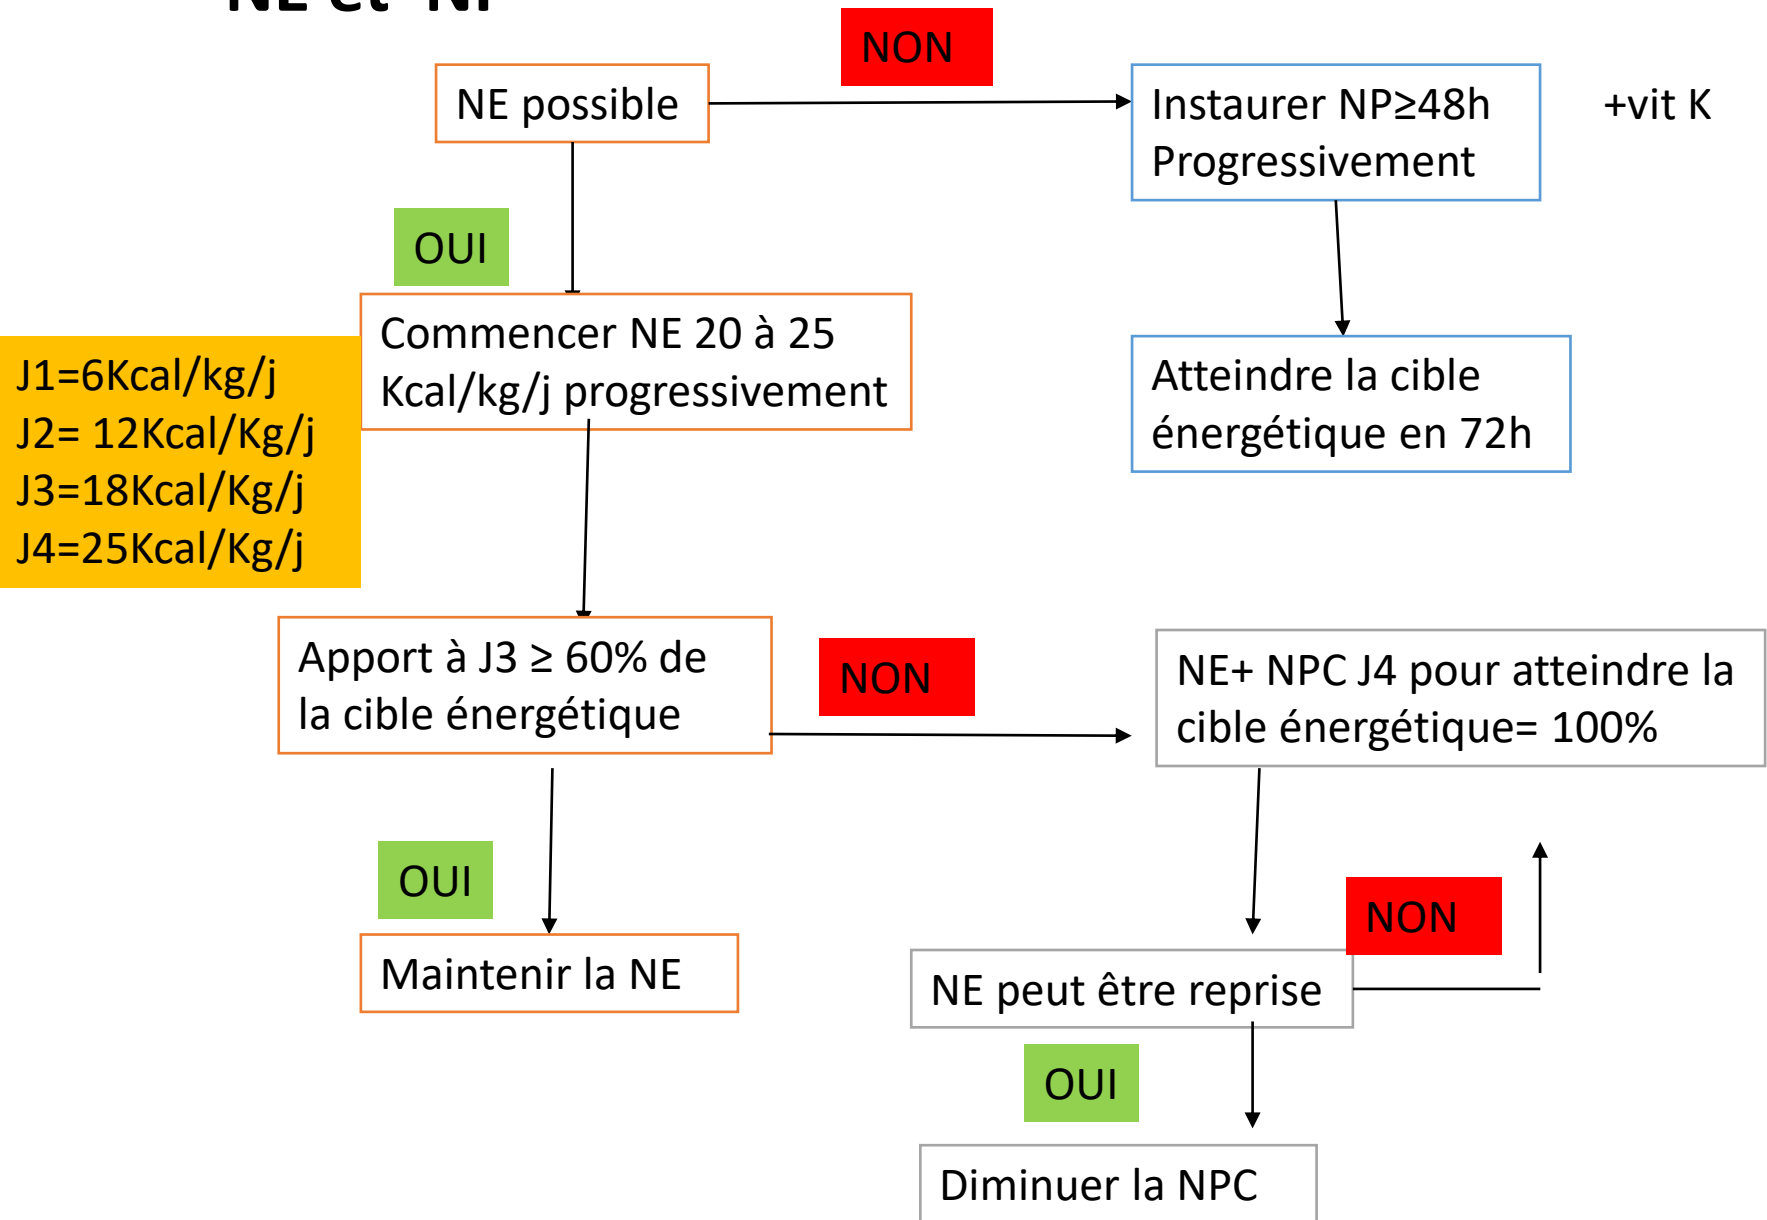 NE et NP
NON
NE possible
Instaurer NP≥48h
Progressivement
+vit K
OUI
Commencer NE 20 à 25
Kcal/kg/j progressivement
J1=6Kcal/kg/j
J2= 12Kcal/Kg/j
J3=18Kcal/Kg/j
J4=25Kcal/Kg/j
Atteindre la cible
énergétique en 72h
Apport à J3 ≥ 60% de
la cible énergétique
NON
NE+ NPC J4 pour atteindre la
cible énergétique= 100%
OUI
Maintenir la NE
NON
NE peut être reprise
OUI
Diminuer la NPC